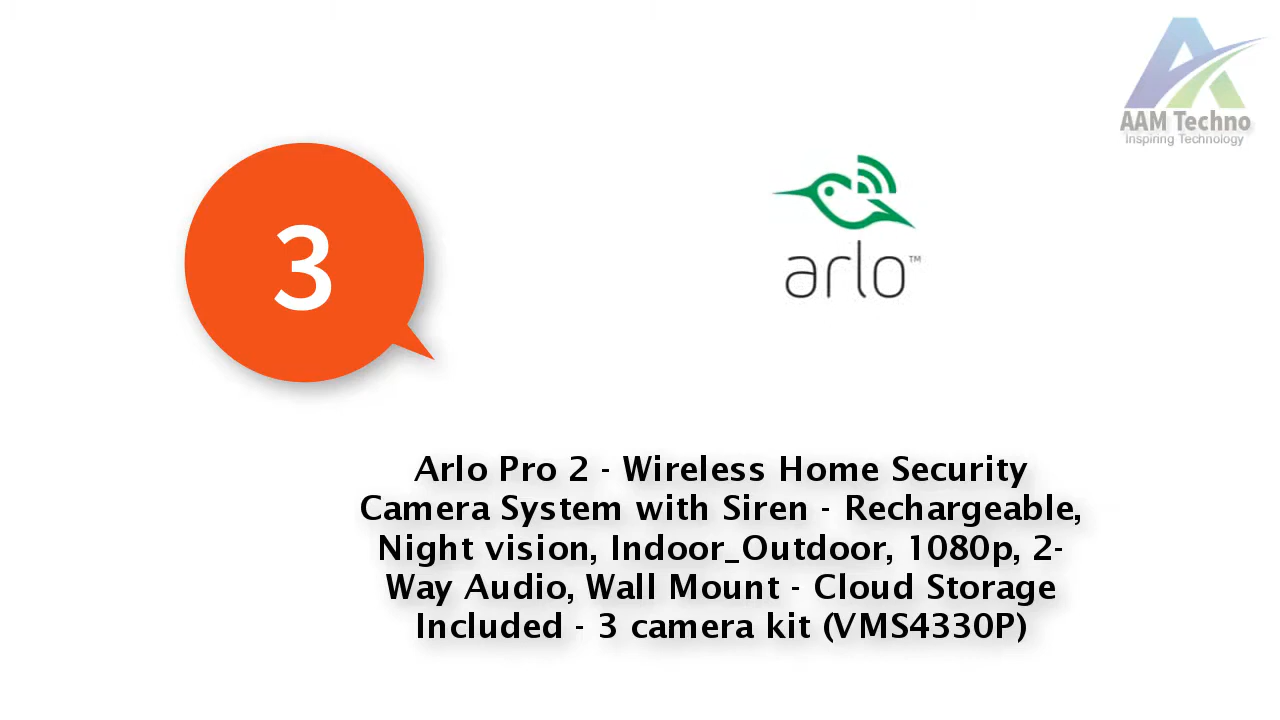 AAM Techno
Inspiring Technology
3
arlo™
Arlo Pro 2 - Wireless Home Security
Camera System with Siren - Rechargeable,
Night vision, Indoor_Outdoor, 1080p, 2-
Way Audio, Wall Mount - Cloud Storage
Included - 3 camera kit (VMS4330P)